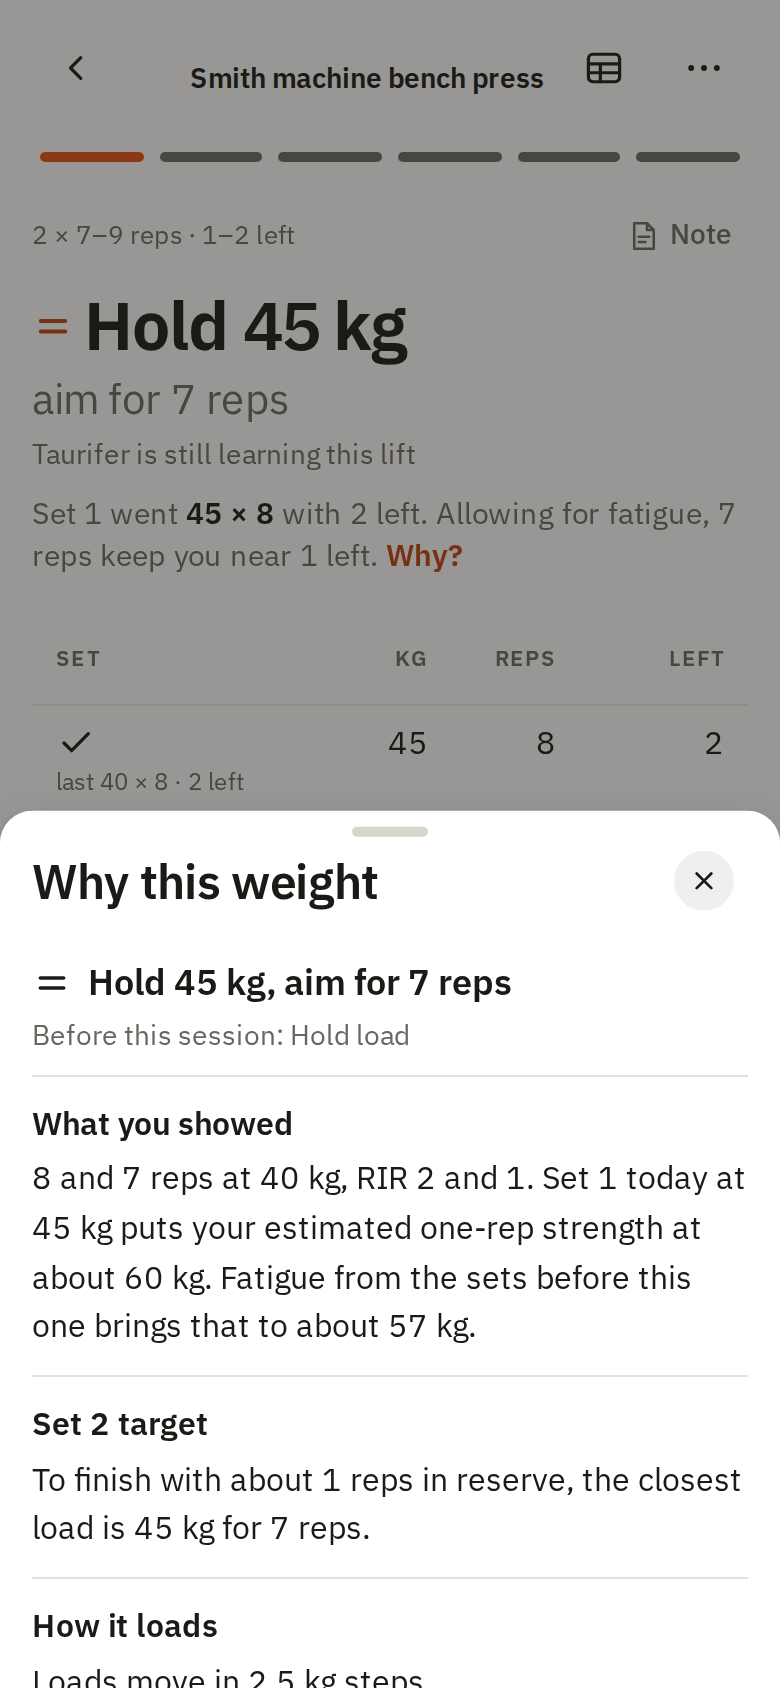 Smith machine bench press
2 × 7–9 reps · 1–2 left
Note
= Hold 45 kg
aim for 7 reps
Taurifer is still learning this lift
Set 1 went 45 × 8 with 2 left. Allowing for fatigue, 7
reps keep you near 1 left. Why?
SET KG REPS LEFT
45 8 2
last 40 × 8 · 2 left
Why this weight
= Hold 45 kg, aim for 7 reps
Before this session: Hold load
What you showed
8 and 7 reps at 40 kg, RIR 2 and 1. Set 1 today at
45 kg puts your estimated one-rep strength at
about 60 kg. Fatigue from the sets before this
one brings that to about 57 kg.
Set 2 target
To finish with about 1 reps in reserve, the closest
load is 45 kg for 7 reps.
How it loads
Loads move in 2.5 kg steps